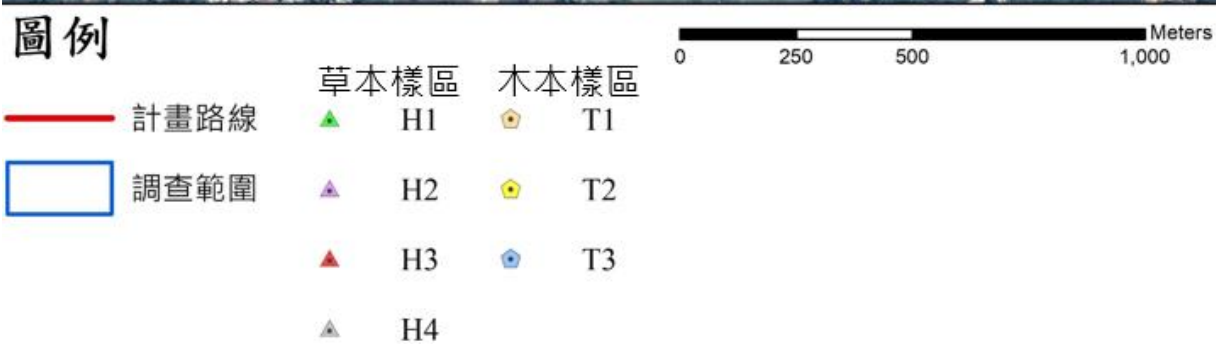 圖例
Meters
0 250 500 1,000
草本樣區 木本樣區
計畫路線 H1 T1
調查範圍 H2 T2
H3 T3
H4